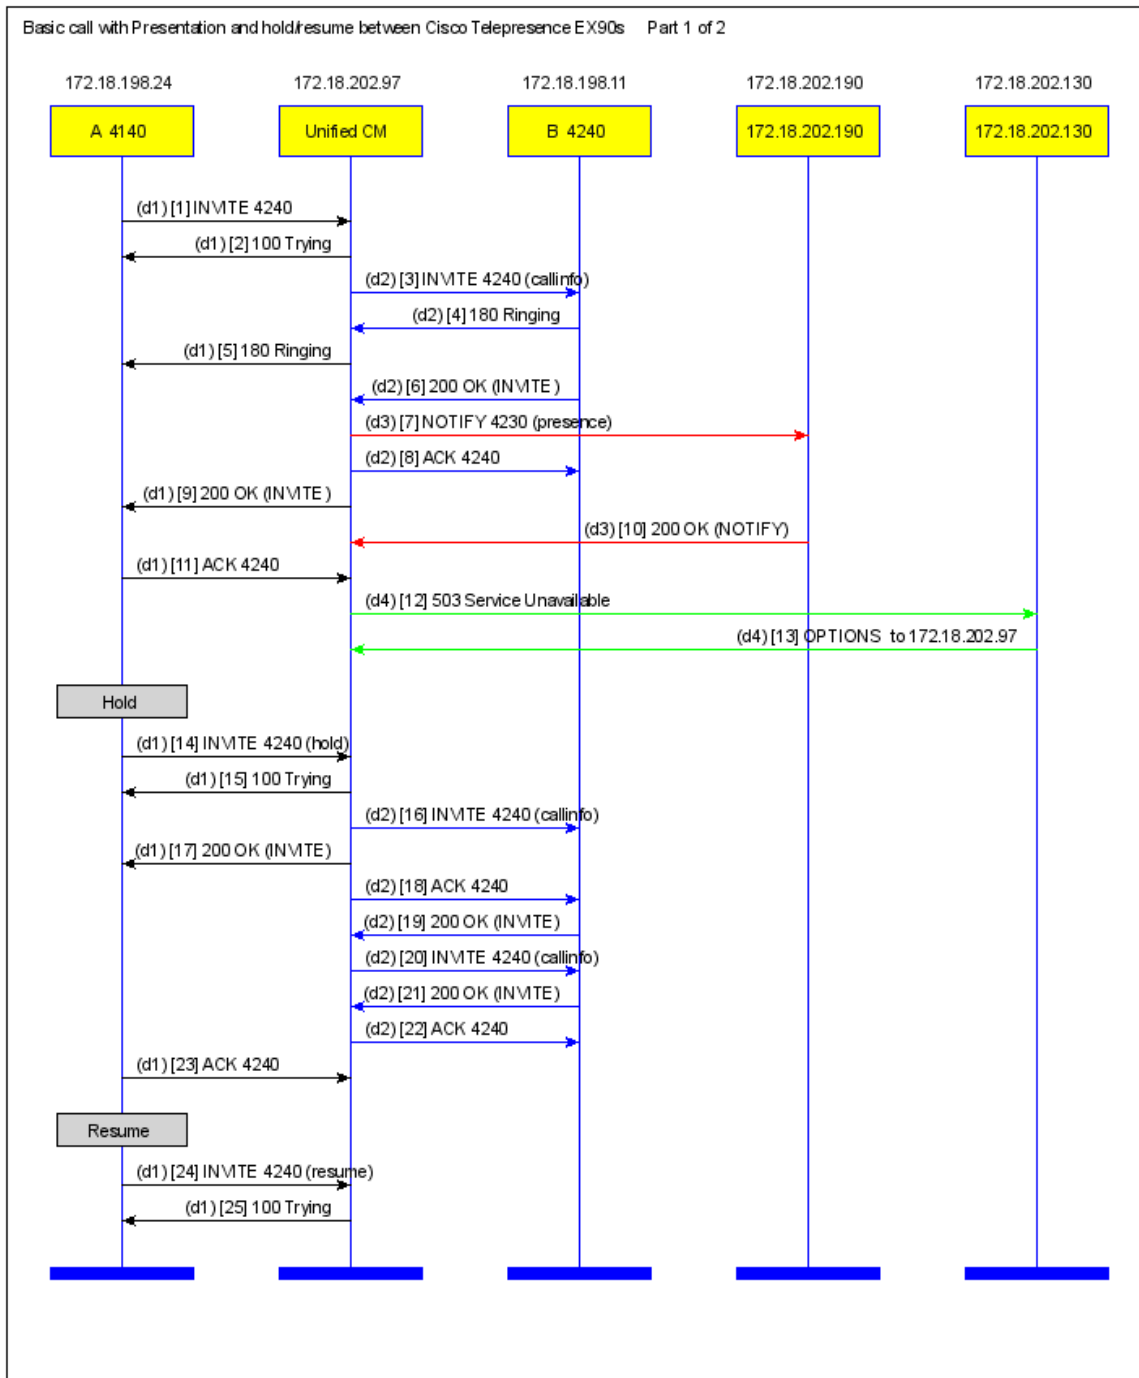 Basic call with Presentation and hold/resume between Cisco Telepresence EX90s Part 1 of 2
172.18.198.24 172.18.202.97 172.18.198.11 172.18.202.190 172.18.202.130
A 4140 Unified CM B 4240 172.18.202.190 172.18.202.130
(d1) [1] INVITE 4240
(d1) [2] 100 Trying
(d2) [3] INVITE 4240 (callinfo)
(d2) [4] 180 Ringing
(d1) [5] 180 Ringing
(d2) [6] 200 OK (INVITE)
(d3) [7] NOTIFY 4230 (presence)
(d2) [8] ACK 4240
(d1) [9] 200 OK (INVITE)
(d3) [10] 200 OK (NOTIFY)
(d1) [11] ACK 4240
(d4) [12] 503 Service Unavailable
(d4) [13] OPTIONS to 172.18.202.97
Hold
(d1) [14] INVITE 4240 (hold)
(d1) [15] 100 Trying
(d2) [16] INVITE 4240 (callinfo)
(d1) [17] 200 OK (INVITE)
(d2) [18] ACK 4240
(d2) [19] 200 OK (INVITE)
(d2) [20] INVITE 4240 (callinfo)
(d2) [21] 200 OK (INVITE)
(d2) [22] ACK 4240
(d1) [23] ACK 4240
Resume
(d1) [24] INVITE 4240 (resume)
(d1) [25] 100 Trying